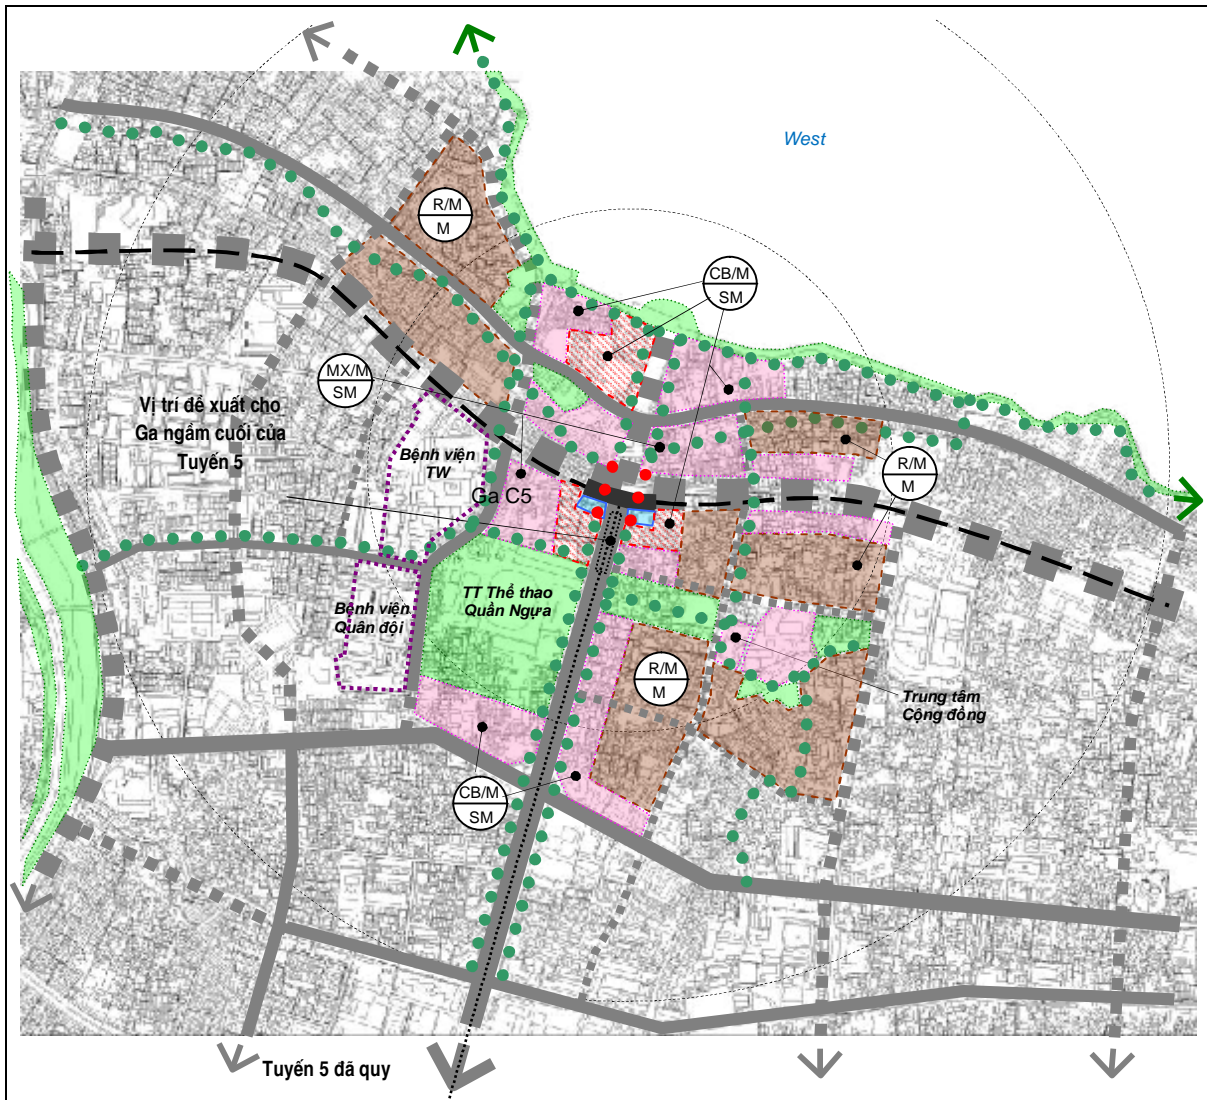 West
R/M
M
CB/M
SM
MX/M
SM
Vị trí đề xuất cho
Ga ngầm cuối của
Tuyến 5
Bệnh viện
TW
Ga C5
R/M
M
TT Thể thao
Quần Ngựa
Bệnh viện
Quân đội
R/M
M
Trung tâm
Cộng đồng
CB/M
SM
Tuyến 5 đã quy